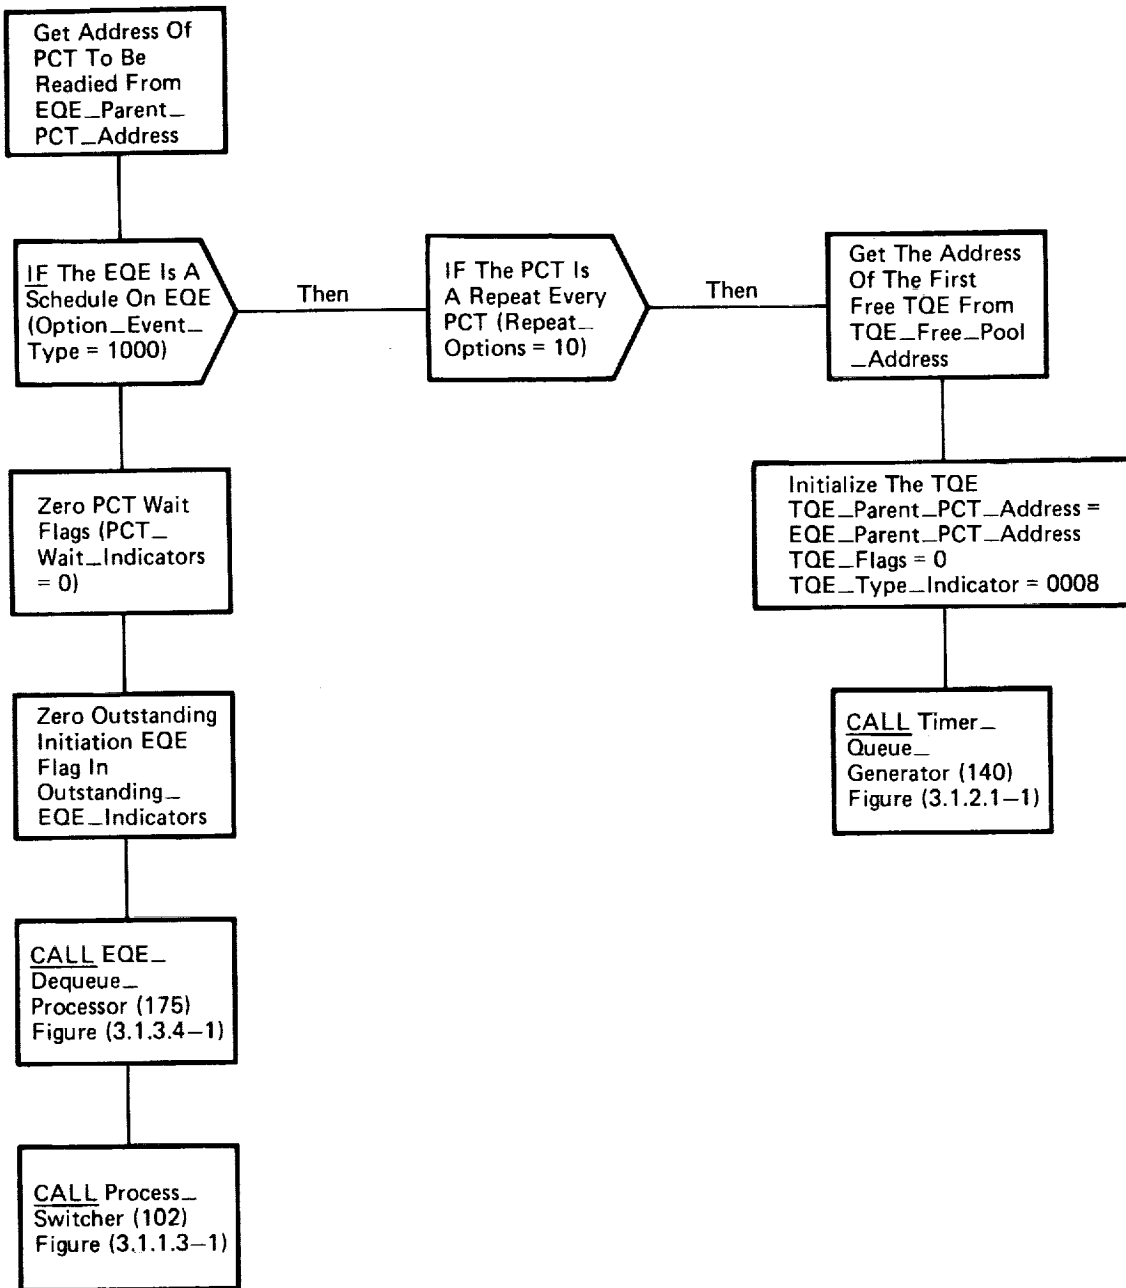 Get Address Of
PCT To Be
Readied From
EQE_Parent_
PCT_Address
IF The EQE Is A
Schedule On EQE
(Option_Event_
Type = 1000)
Then
IF The PCT Is
A Repeat Every
PCT (Repeat_
Options = 10)
Then
Get The Address
Of The First
Free TQE From
TQE_Free_Pool
_Address
Initialize The TQE
TQE_Parent_PCT_Address =
EQE_Parent_PCT_Address
TQE_Flags = 0
TQE_Type_Indicator = 0008
CALL Timer_
Queue_
Generator (140)
Figure (3.1.2.1–1)
Zero PCT Wait
Flags (PCT_
Wait_Indicators
= 0)
Zero Outstanding
Initiation EQE
Flag In
Outstanding_
EQE_Indicators
CALL EQE_
Dequeue_
Processor (175)
Figure (3.1.3.4–1)
CALL Process_
Switcher (102)
Figure (3.1.1.3–1)